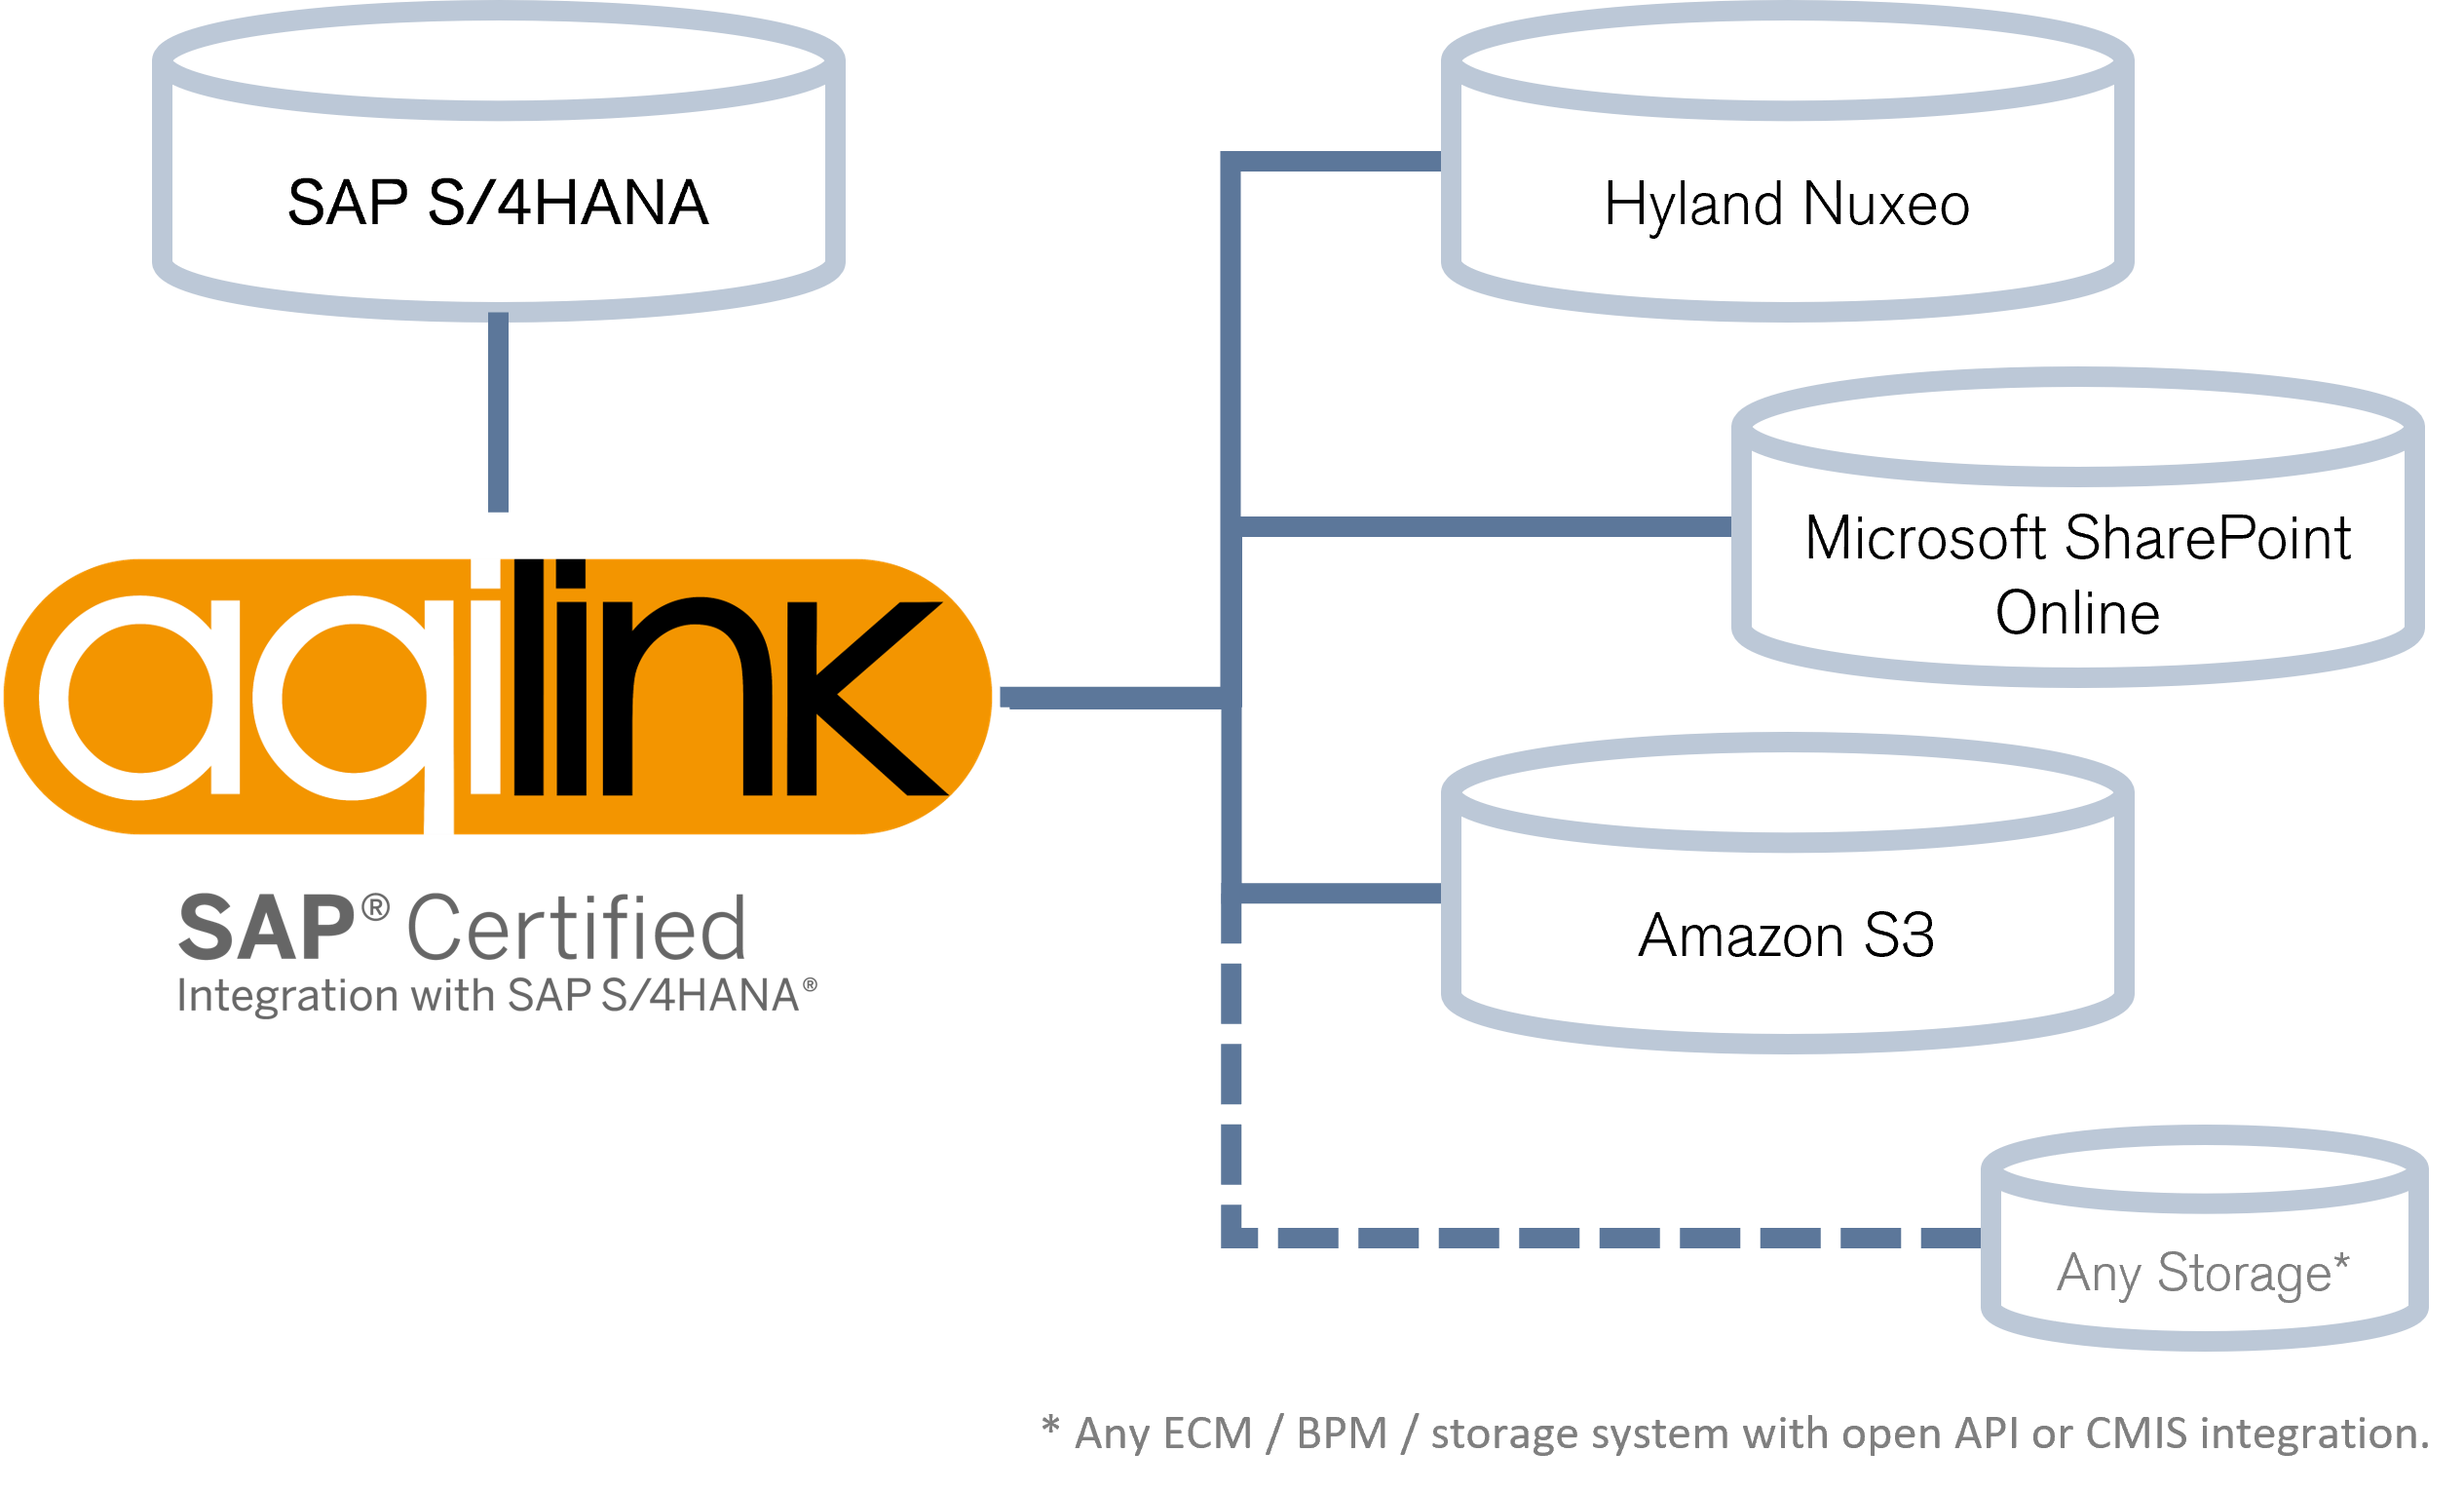 SAP S/4HANA
Hyland Nuxeo
Microsoft SharePoint
Online
aqilink
SAP® Certified
Integration with SAP S/4HANA®
Amazon S3
Any Storage*
* Any ECM / BPM / storage system with open API or CMIS integration.